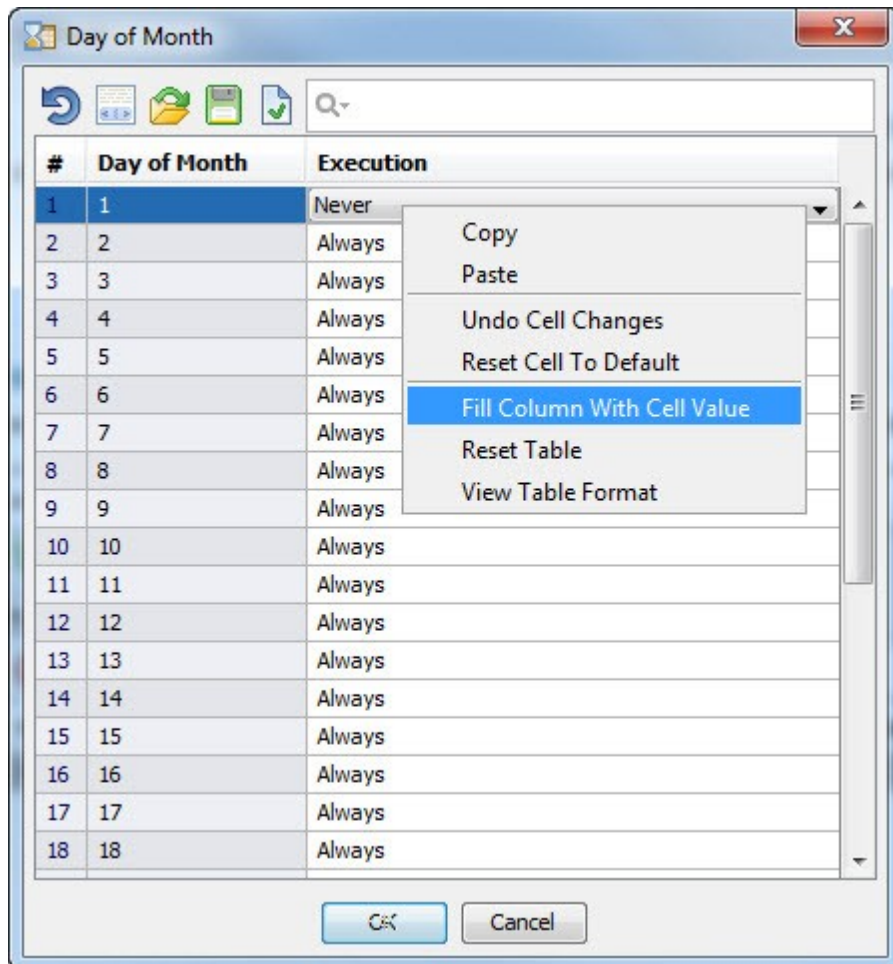 Day of Month
# Day of Month Execution
1 1 Never
2 2 Always
3 3 Always
4 4 Always
5 5 Always
6 6 Always
7 7 Always
8 8 Always
9 9 Always
10 10 Always
11 11 Always
12 12 Always
13 13 Always
14 14 Always
15 15 Always
16 16 Always
17 17 Always
18 18 Always
Copy
Paste
Undo Cell Changes
Reset Cell To Default
Fill Column With Cell Value
Reset Table
View Table Format
OK Cancel